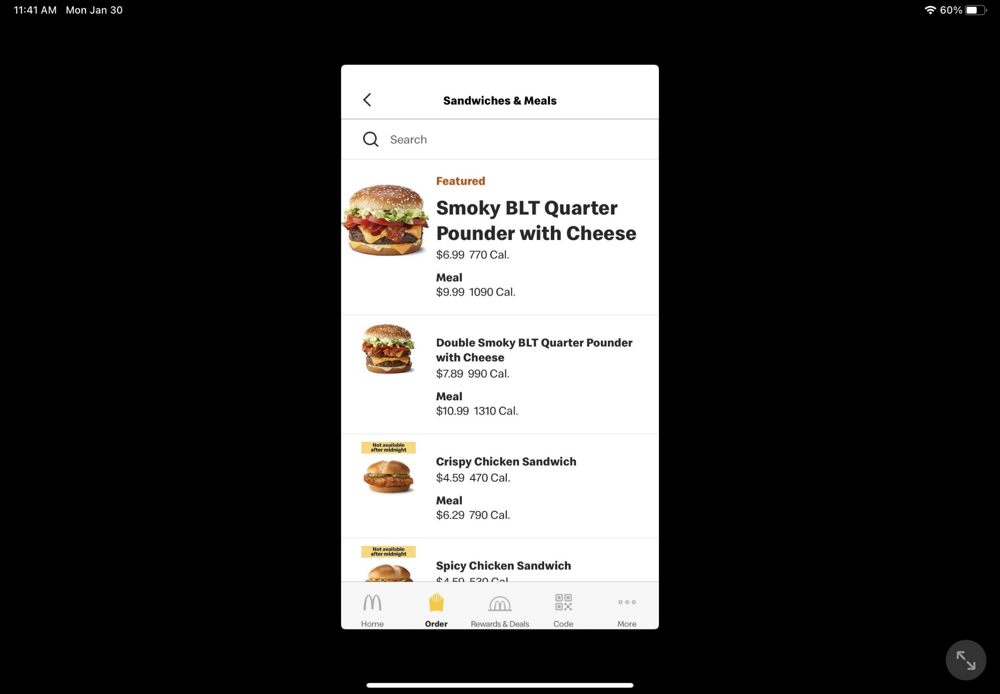 11:41 AM Mon Jan 30
60%
Sandwiches & Meals
Search
Featured
Smoky BLT Quarter
Pounder with Cheese
$6.99 770 Cal.
Meal
$9.99 1090 Cal.
Double Smoky BLT Quarter Pounder
with Cheese
$7.89 990 Cal.
Meal
$10.99 1310 Cal.
Not available
after midnight
Crispy Chicken Sandwich
$4.59 470 Cal.
Meal
$6.29 790 Cal.
Not available
after midnight
Spicy Chicken Sandwich
$4.59 530 Cal.
Home
Order
Rewards & Deals
Code
More